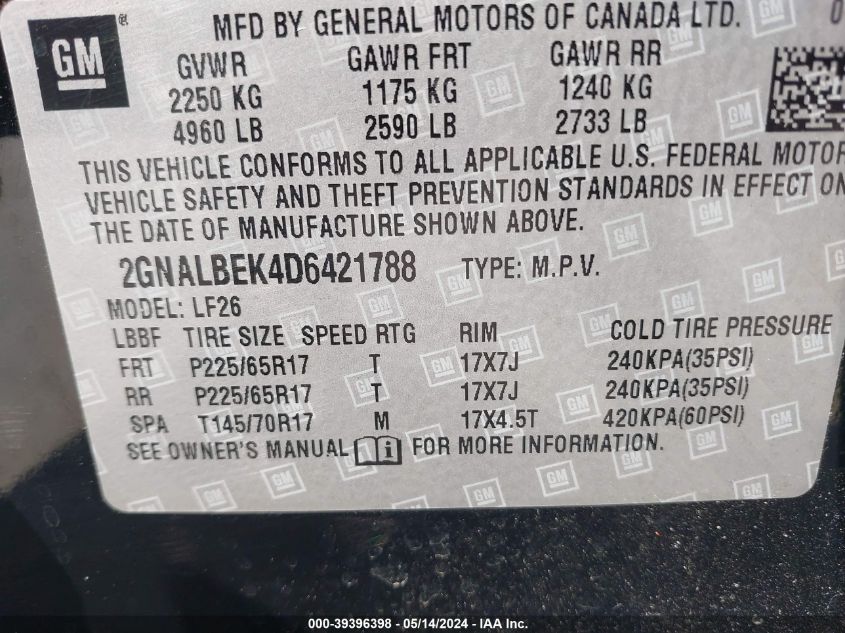 GM
MFD BY GENERAL MOTORS OF CANADA LTD.
GVWR GAWR FRT GAWR RR
2250 KG 1175 KG 1240 KG
4960 LB 2590 LB 2733 LB
THIS VEHICLE CONFORMS TO ALL APPLICABLE U.S. FEDERAL MOTOR
VEHICLE SAFETY AND THEFT PREVENTION STANDARDS IN EFFECT ON
THE DATE OF MANUFACTURE SHOWN ABOVE.
2GNALBEK4D6421788 TYPE: M.P.V.
MODEL: LF26
LBBF TIRE SIZE SPEED RTG RIM COLD TIRE PRESSURE
FRT P225/65R17 T 17X7J 240KPA(35PSI)
RR P225/65R17 T 17X7J 240KPA(35PSI)
SPA T145/70R17 M 17X4.5T 420KPA(60PSI)
SEE OWNER'S MANUAL FOR MORE INFORMATION.
000-39396398 - 05/14/2024 - IAA Inc.